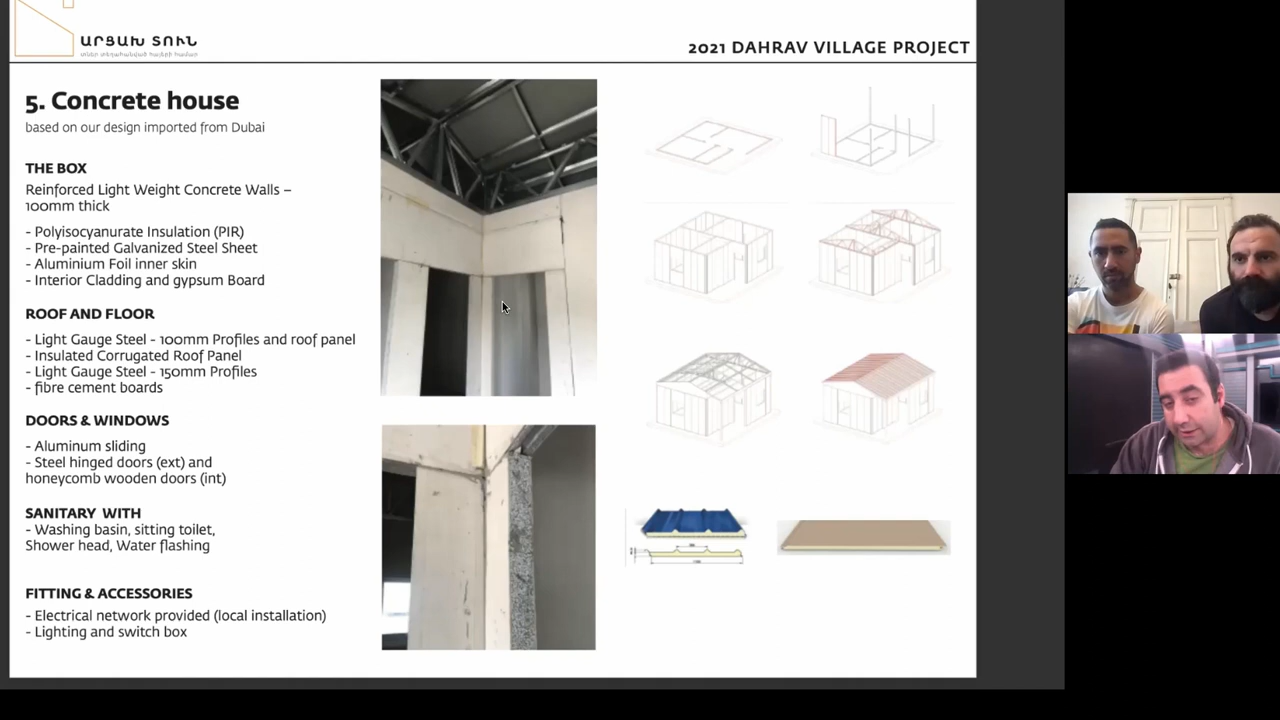 ԱՐՑԱԽ ՏՈՒՆ
2021 DAHRAV VILLAGE PROJECT
5. Concrete house
based on our design imported from Dubai
THE BOX
Reinforced Light Weight Concrete Walls –
100mm thick
- Polyisocyanurate Insulation (PIR)
- Pre-painted Galvanized Steel Sheet
- Aluminium Foil inner skin
- Interior Cladding and gypsum Board
ROOF AND FLOOR
- Light Gauge Steel - 100mm Profiles and roof panel
- Insulated Corrugated Roof Panel
- Light Gauge Steel - 150mm Profiles
- fibre cement boards
DOORS & WINDOWS
- Aluminum sliding
- Steel hinged doors (ext) and
honeycomb wooden doors (int)
SANITARY WITH
- Washing basin, sitting toilet,
Shower head, Water flashing
FITTING & ACCESSORIES
- Electrical network provided (local installation)
- Lighting and switch box